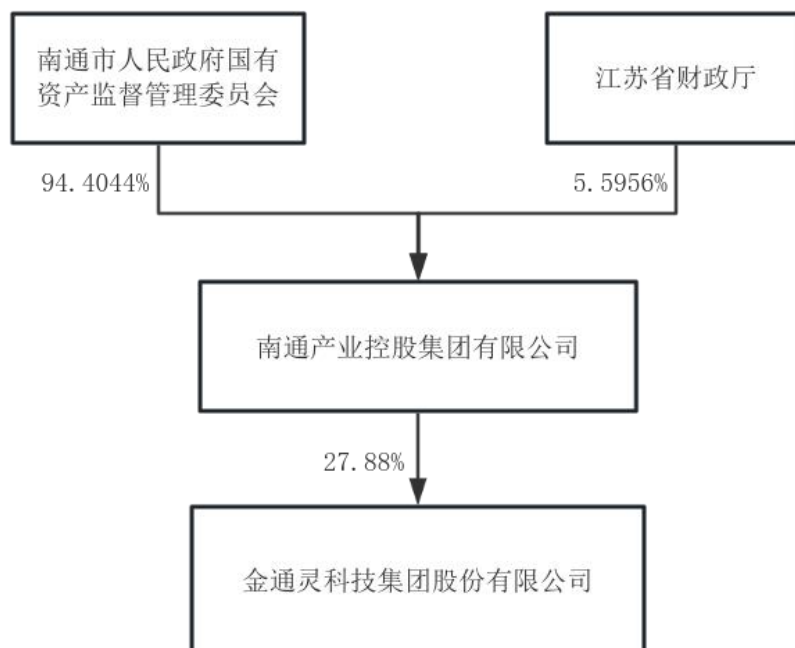 南通市人民政府国有
资产监督管理委员会
江苏省财政厅
94.4044%
5.5956%
南通产业控股集团有限公司
27.88%
金通灵科技集团股份有限公司